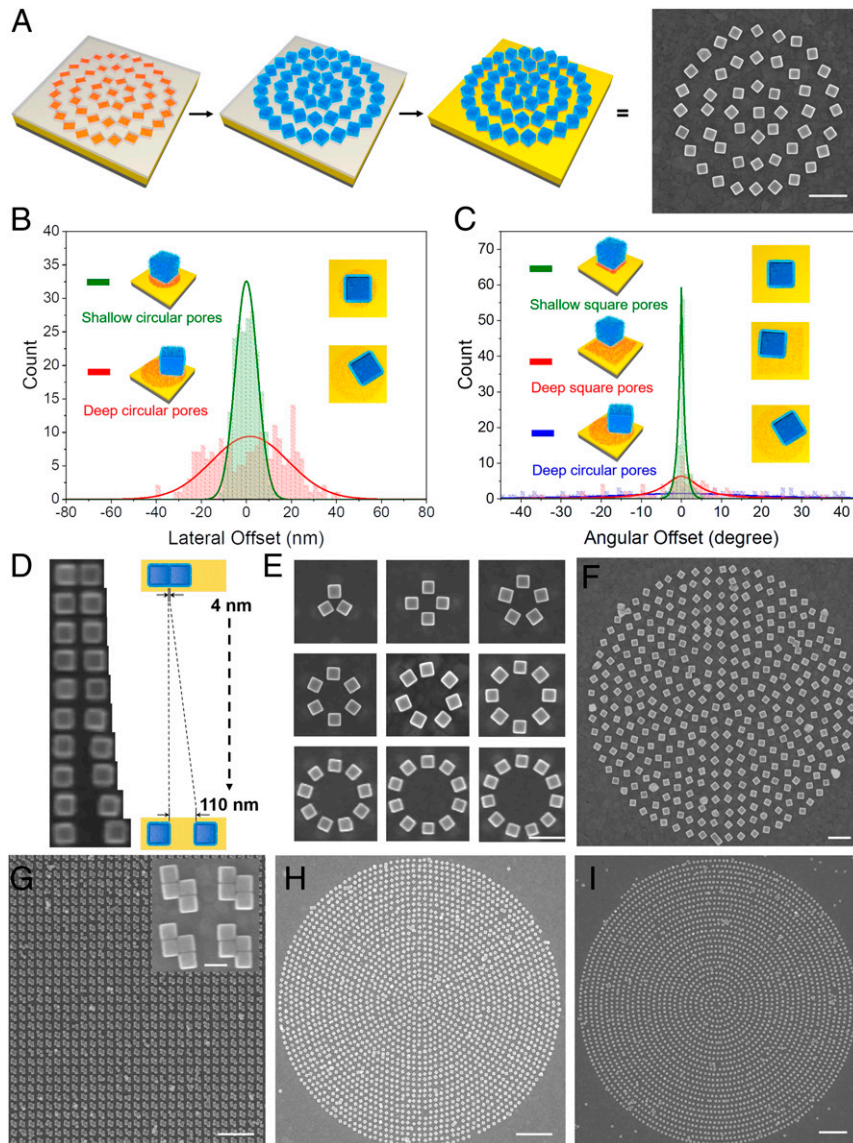 A
=
B
40
35
30
25
20
15
10
5
0
Count
Shallow circular pores
Deep circular pores
-80
-60
-40
-20
0
20
40
60
80
Lateral Offset (nm)
C
70
60
50
40
30
20
10
0
Count
Shallow square pores
Deep square pores
Deep circular pores
-40
-30
-20
-10
0
10
20
30
40
Angular Offset (degree)
D
4 nm
110 nm
E
F
G
H
I